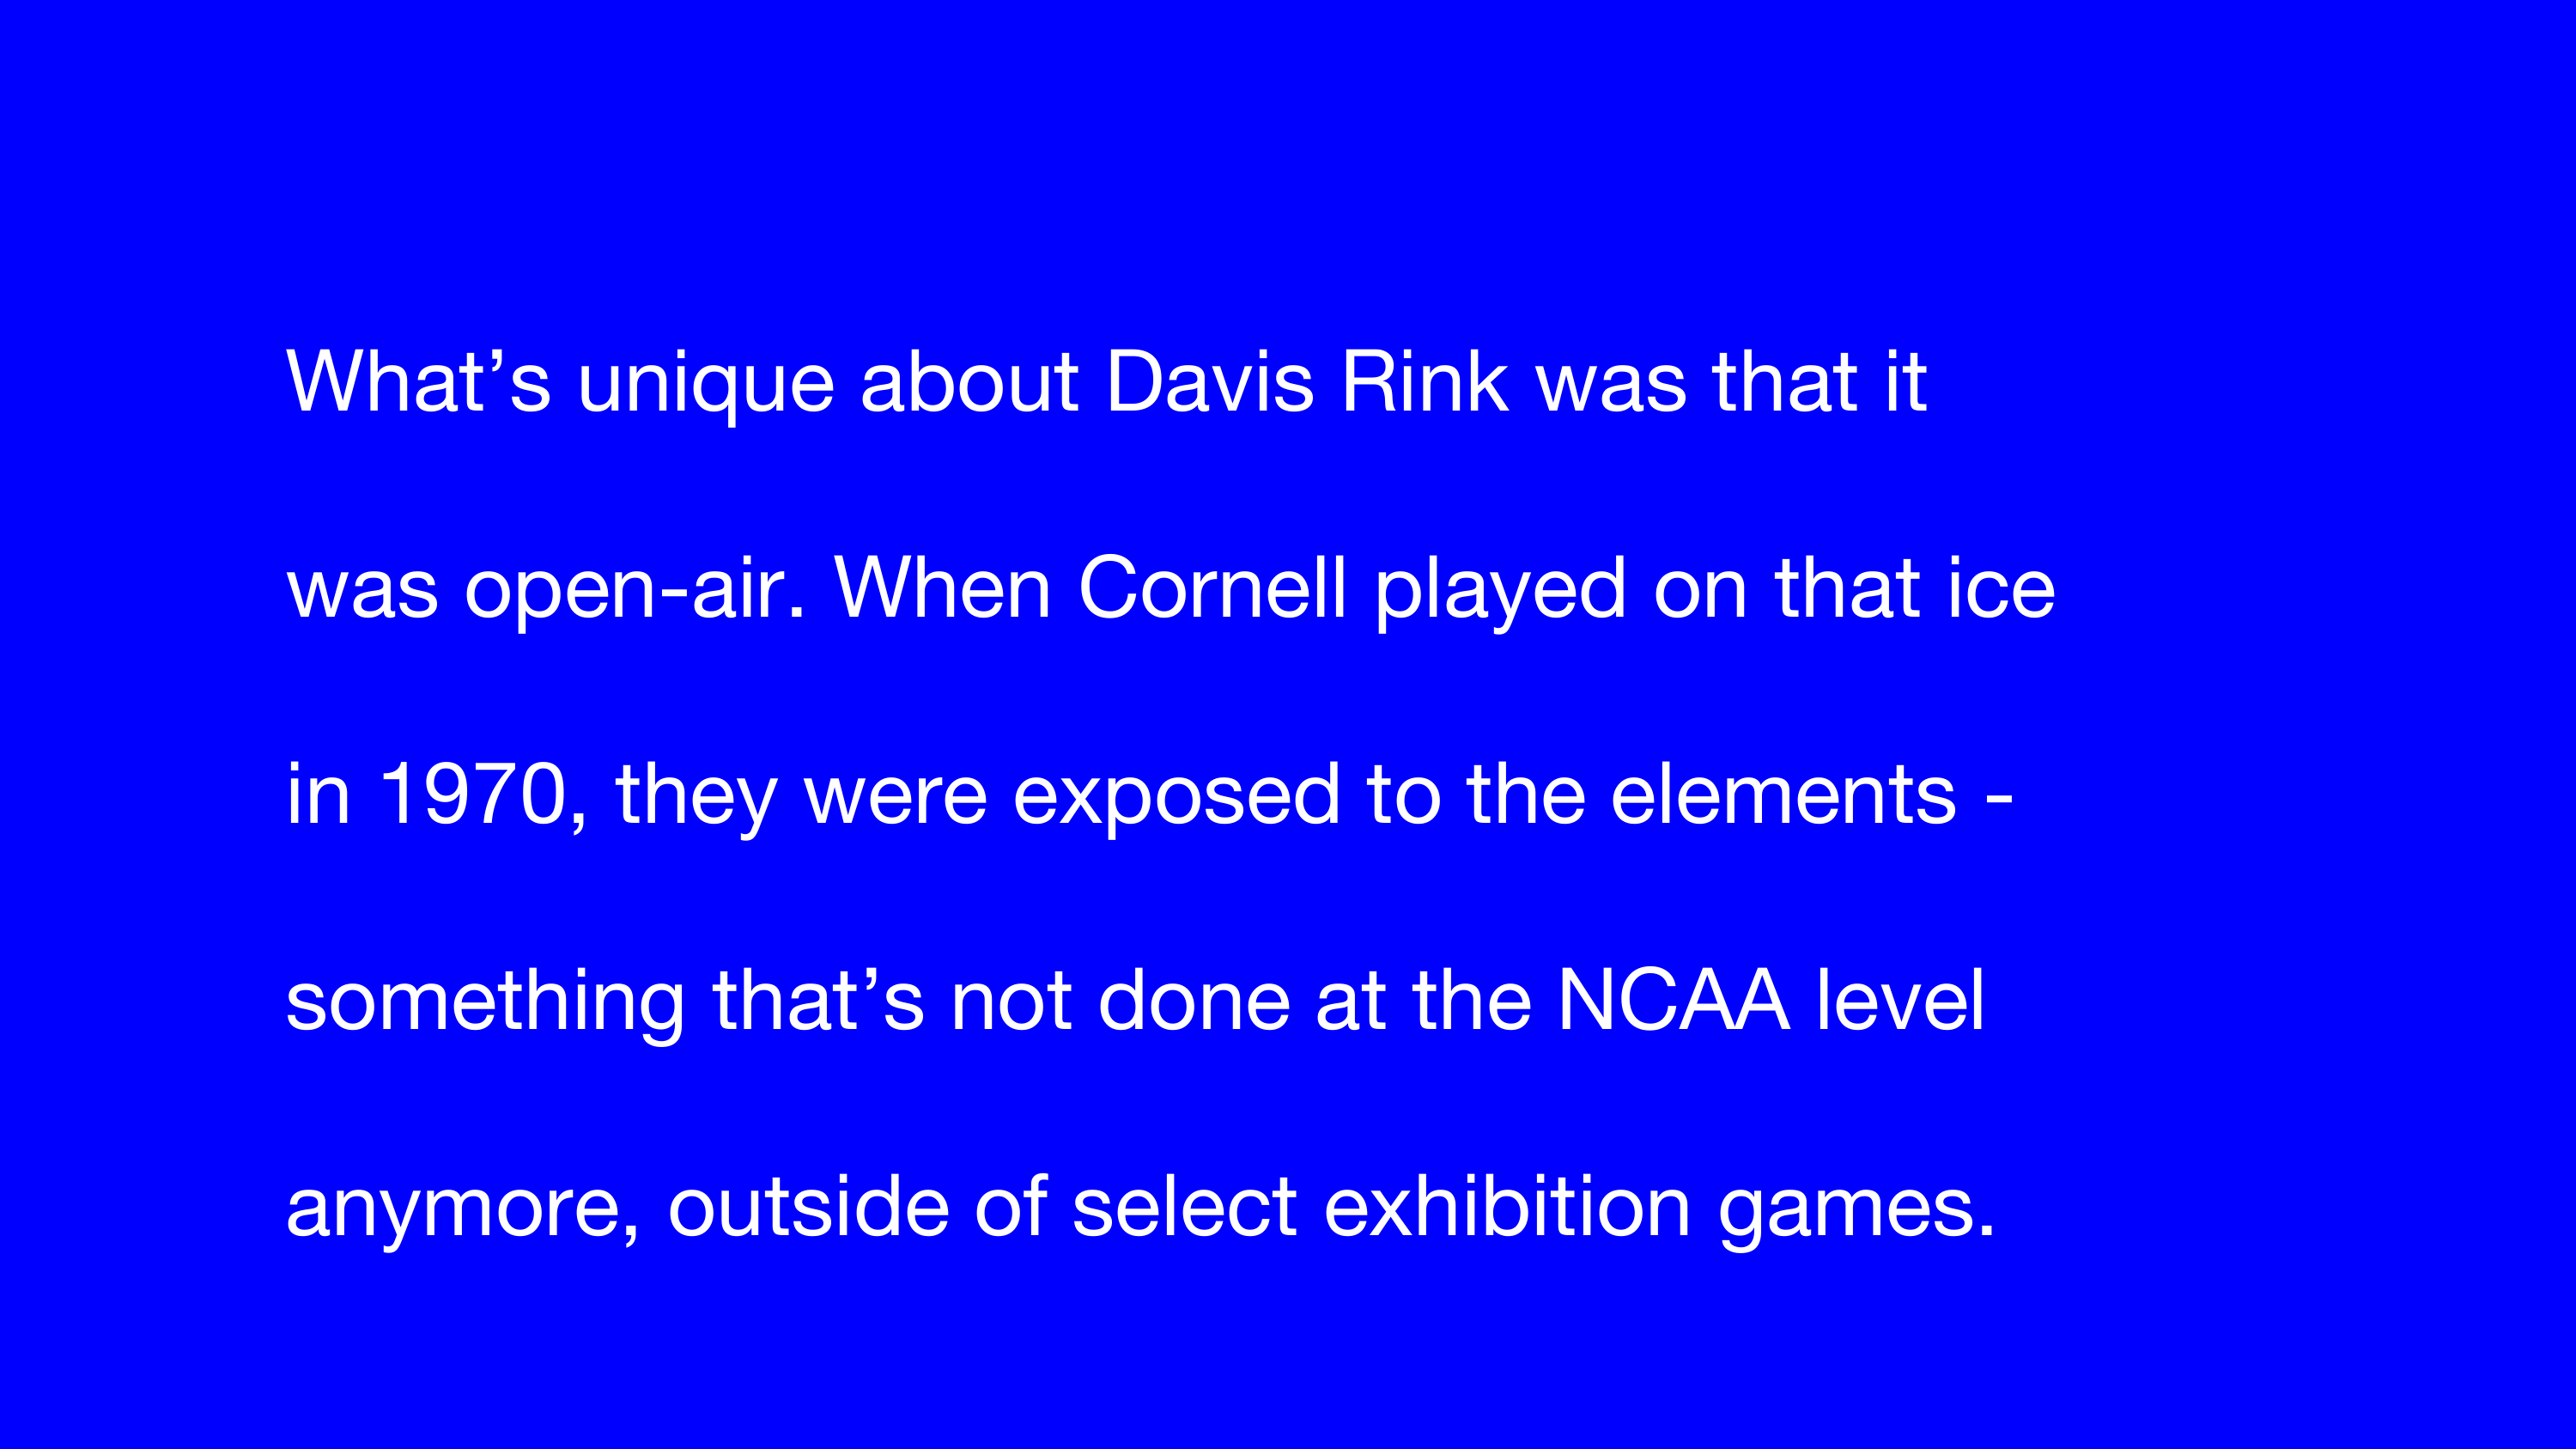 What’s unique about Davis Rink was that it
was open-air. When Cornell played on that ice
in 1970, they were exposed to the elements -
something that’s not done at the NCAA level
anymore, outside of select exhibition games.